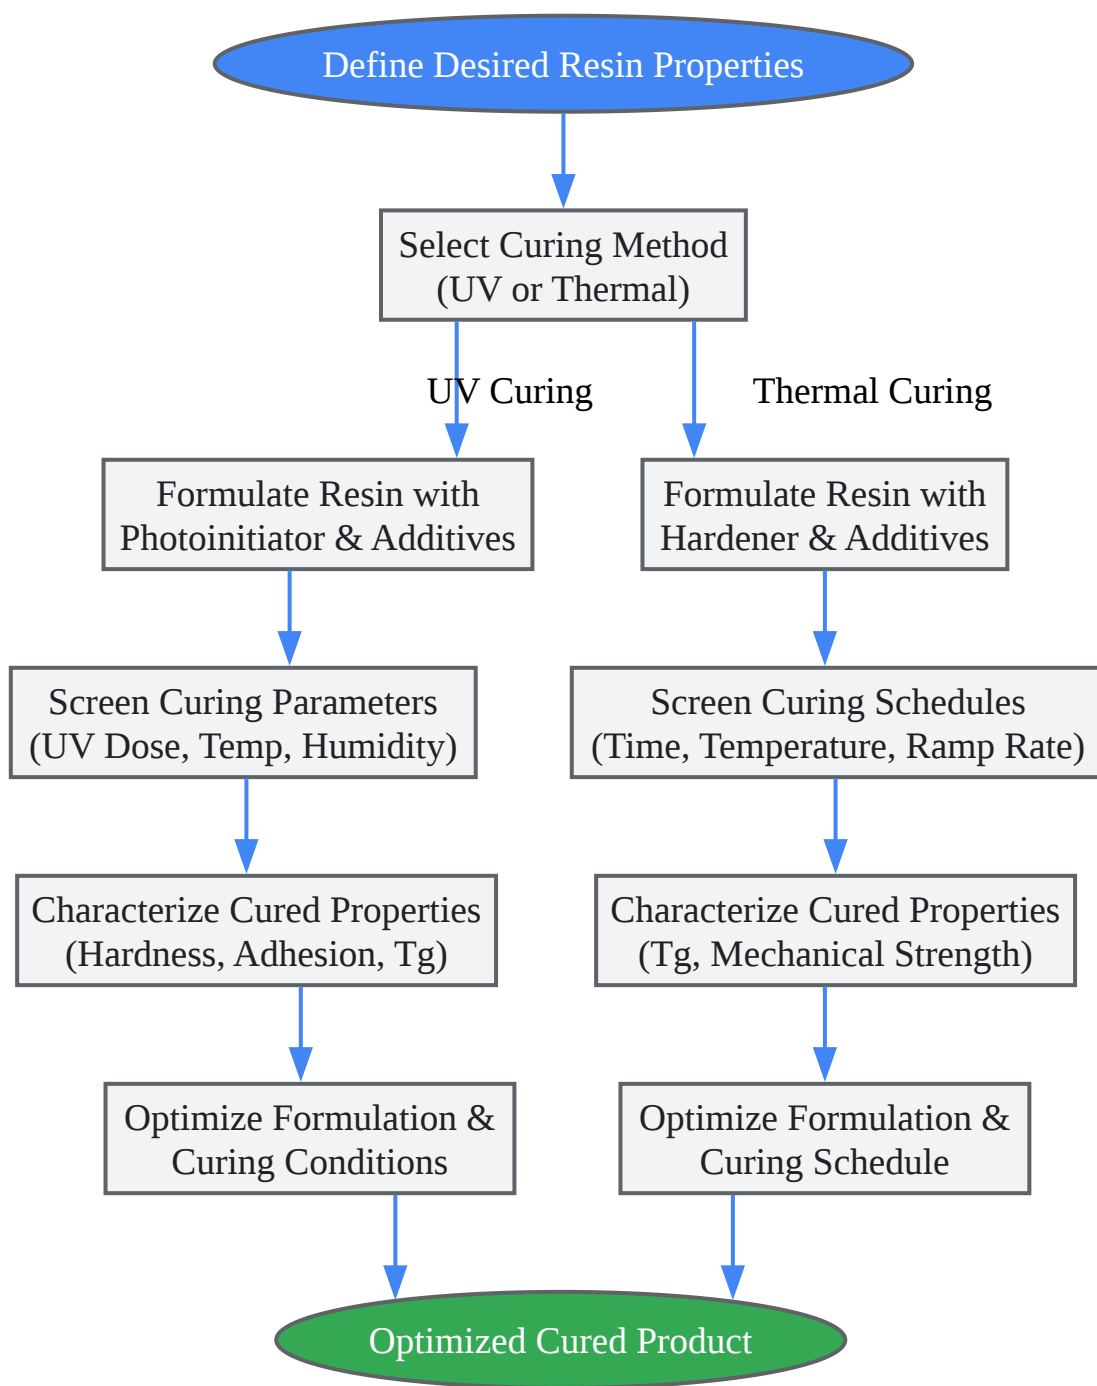 Define Desired Resin Properties
Select Curing Method
(UV or Thermal)
UV Curing
Thermal Curing
Formulate Resin with
Photoinitiator & Additives
Formulate Resin with
Hardener & Additives
Screen Curing Parameters
(UV Dose, Temp, Humidity)
Screen Curing Schedules
(Time, Temperature, Ramp Rate)
Characterize Cured Properties
(Hardness, Adhesion, Tg)
Characterize Cured Properties
(Tg, Mechanical Strength)
Optimize Formulation &
Curing Conditions
Optimize Formulation &
Curing Schedule
Optimized Cured Product